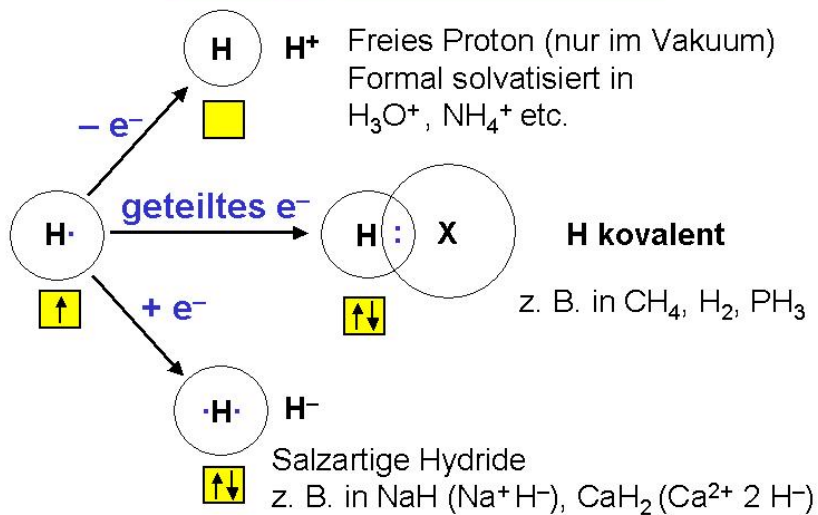 H H⁺ Freies Proton (nur im Vakuum)
Formal solvatisiert in
H₃O⁺, NH₄⁺ etc.
– e⁻
geteiltes e⁻
H· H : X H kovalent
z. B. in CH₄, H₂, PH₃
+ e⁻
·H· H⁻
Salzartige Hydride
z. B. in NaH (Na⁺H⁻), CaH₂ (Ca²⁺ 2 H⁻)